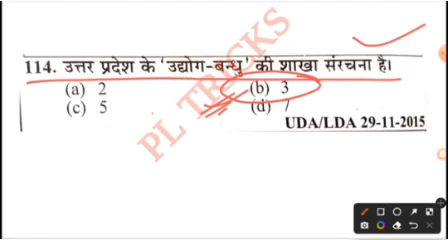 114. उत्तर प्रदेश के ‘उद्योग-बन्धु’ की शाखा संरचना है।
(a) 2 (b) 3
(c) 5 (d) 7
UDA/LDA 29-11-2015
PL TRICKS